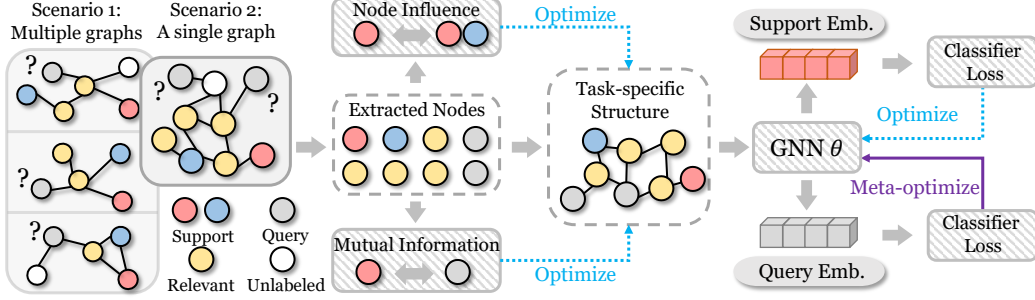 Scenario 1:
Multiple graphs
?
?
?
Scenario 2:
A single graph
?
?
Support
Query
Relevant
Unlabeled
Node Influence
Extracted Nodes
Mutual Information
Optimize
Optimize
Task-specific
Structure
Support Emb.
GNN θ
Query Emb.
Classifier
Loss
Optimize
Meta-optimize
Classifier
Loss